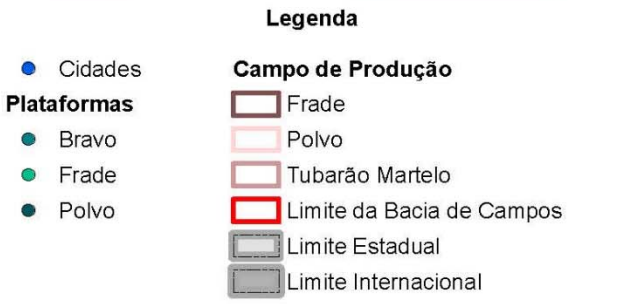 Legenda
Cidades
Plataformas
Bravo
Frade
Polvo
Campo de Produção
Frade
Polvo
Tubarão Martelo
Limite da Bacia de Campos
Limite Estadual
Limite Internacional